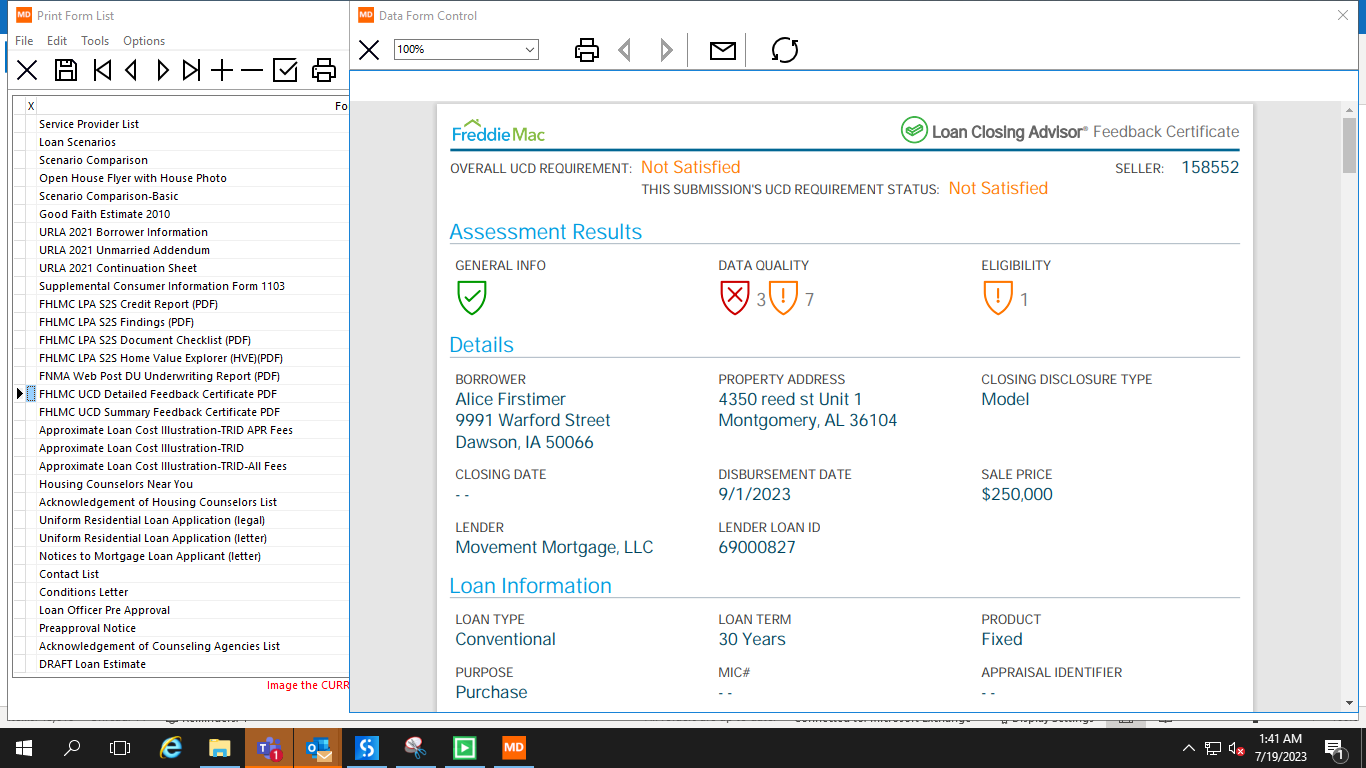 MD Print Form List
File Edit Tools Options
X Fo
Service Provider List
Loan Scenarios
Scenario Comparison
Open House Flyer with House Photo
Scenario Comparison-Basic
Good Faith Estimate 2010
URLA 2021 Borrower Information
URLA 2021 Unmarried Addendum
URLA 2021 Continuation Sheet
Supplemental Consumer Information Form 1103
FHLMC LPA S2S Credit Report (PDF)
FHLMC LPA S2S Findings (PDF)
FHLMC LPA S2S Document Checklist (PDF)
FHLMC LPA S2S Home Value Explorer (HVE)(PDF)
FNMA Web Post DU Underwriting Report (PDF)
FHLMC UCD Detailed Feedback Certificate PDF
FHLMC UCD Summary Feedback Certificate PDF
Approximate Loan Cost Illustration-TRID APR Fees
Approximate Loan Cost Illustration-TRID
Approximate Loan Cost Illustration-TRID-All Fees
Housing Counselors Near You
Acknowledgement of Housing Counselors List
Uniform Residential Loan Application (legal)
Uniform Residential Loan Application (letter)
Notices to Mortgage Loan Applicant (letter)
Contact List
Conditions Letter
Loan Officer Pre Approval
Preapproval Notice
Acknowledgement of Counseling Agencies List
DRAFT Loan Estimate
Image the CURR
MD Data Form Control
100%
Freddie Mac
Loan Closing Advisor® Feedback Certificate
OVERALL UCD REQUIREMENT: Not Satisfied SELLER: 158552
THIS SUBMISSION'S UCD REQUIREMENT STATUS: Not Satisfied
Assessment Results
GENERAL INFO DATA QUALITY ELIGIBILITY
3 7 1
Details
BORROWER PROPERTY ADDRESS CLOSING DISCLOSURE TYPE
Alice Firstimer 4350 reed st Unit 1 Model
9991 Warford Street Montgomery, AL 36104
Dawson, IA 50066
CLOSING DATE DISBURSEMENT DATE SALE PRICE
- - 9/1/2023 $250,000
LENDER LENDER LOAN ID
Movement Mortgage, LLC 69000827
Loan Information
LOAN TYPE LOAN TERM PRODUCT
Conventional 30 Years Fixed
PURPOSE MIC# APPRAISAL IDENTIFIER
Purchase - - - -
1 MD
1:41 AM
7/19/2023
1